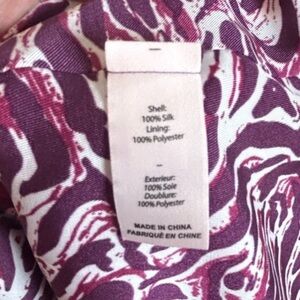 –
Shell:
100% Silk
Lining:
100% Polyester
–
Exterieur:
100% Soie
Doublure:
100% Polyester
MADE IN CHINA
FABRIQUÉ EN CHINE